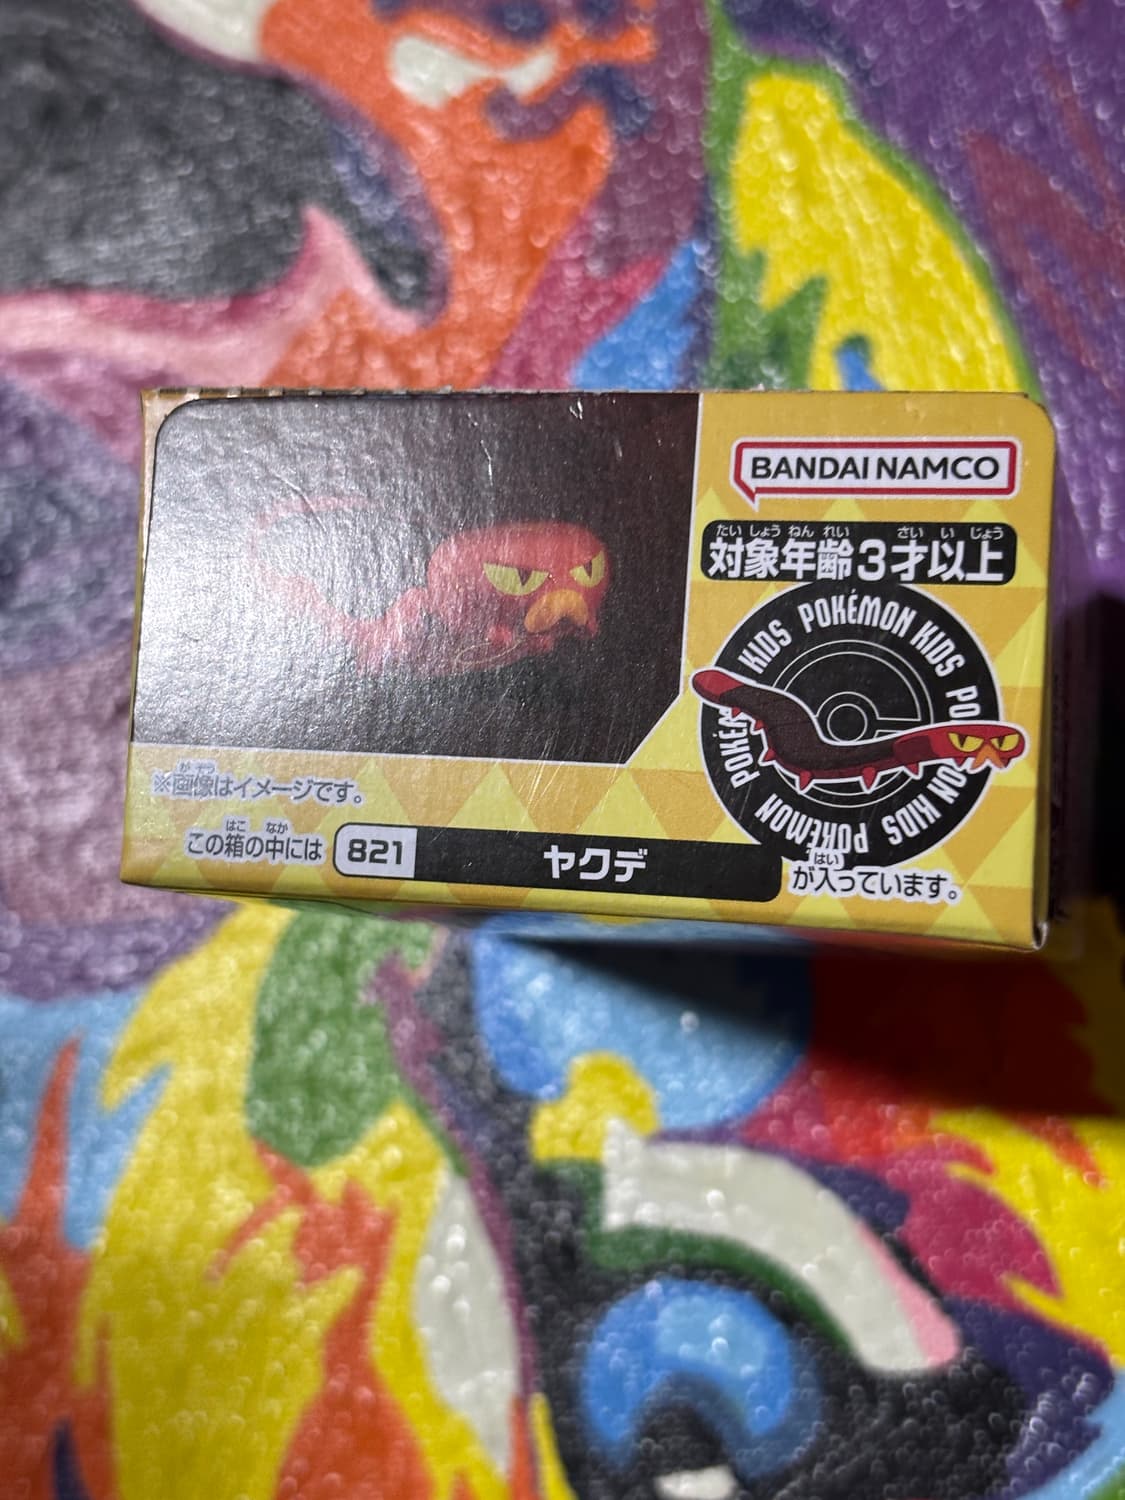 BANDAI NAMCO
たいしょうねんれい さいいじょう
対象年齢3才以上
KIDS POKÉMON KIDS POKÉMON KIDS POKÉMON
がぞう
※画像はイメージです。
はこ なか
この箱の中には 821 ヤクデ
はい
が入っています。